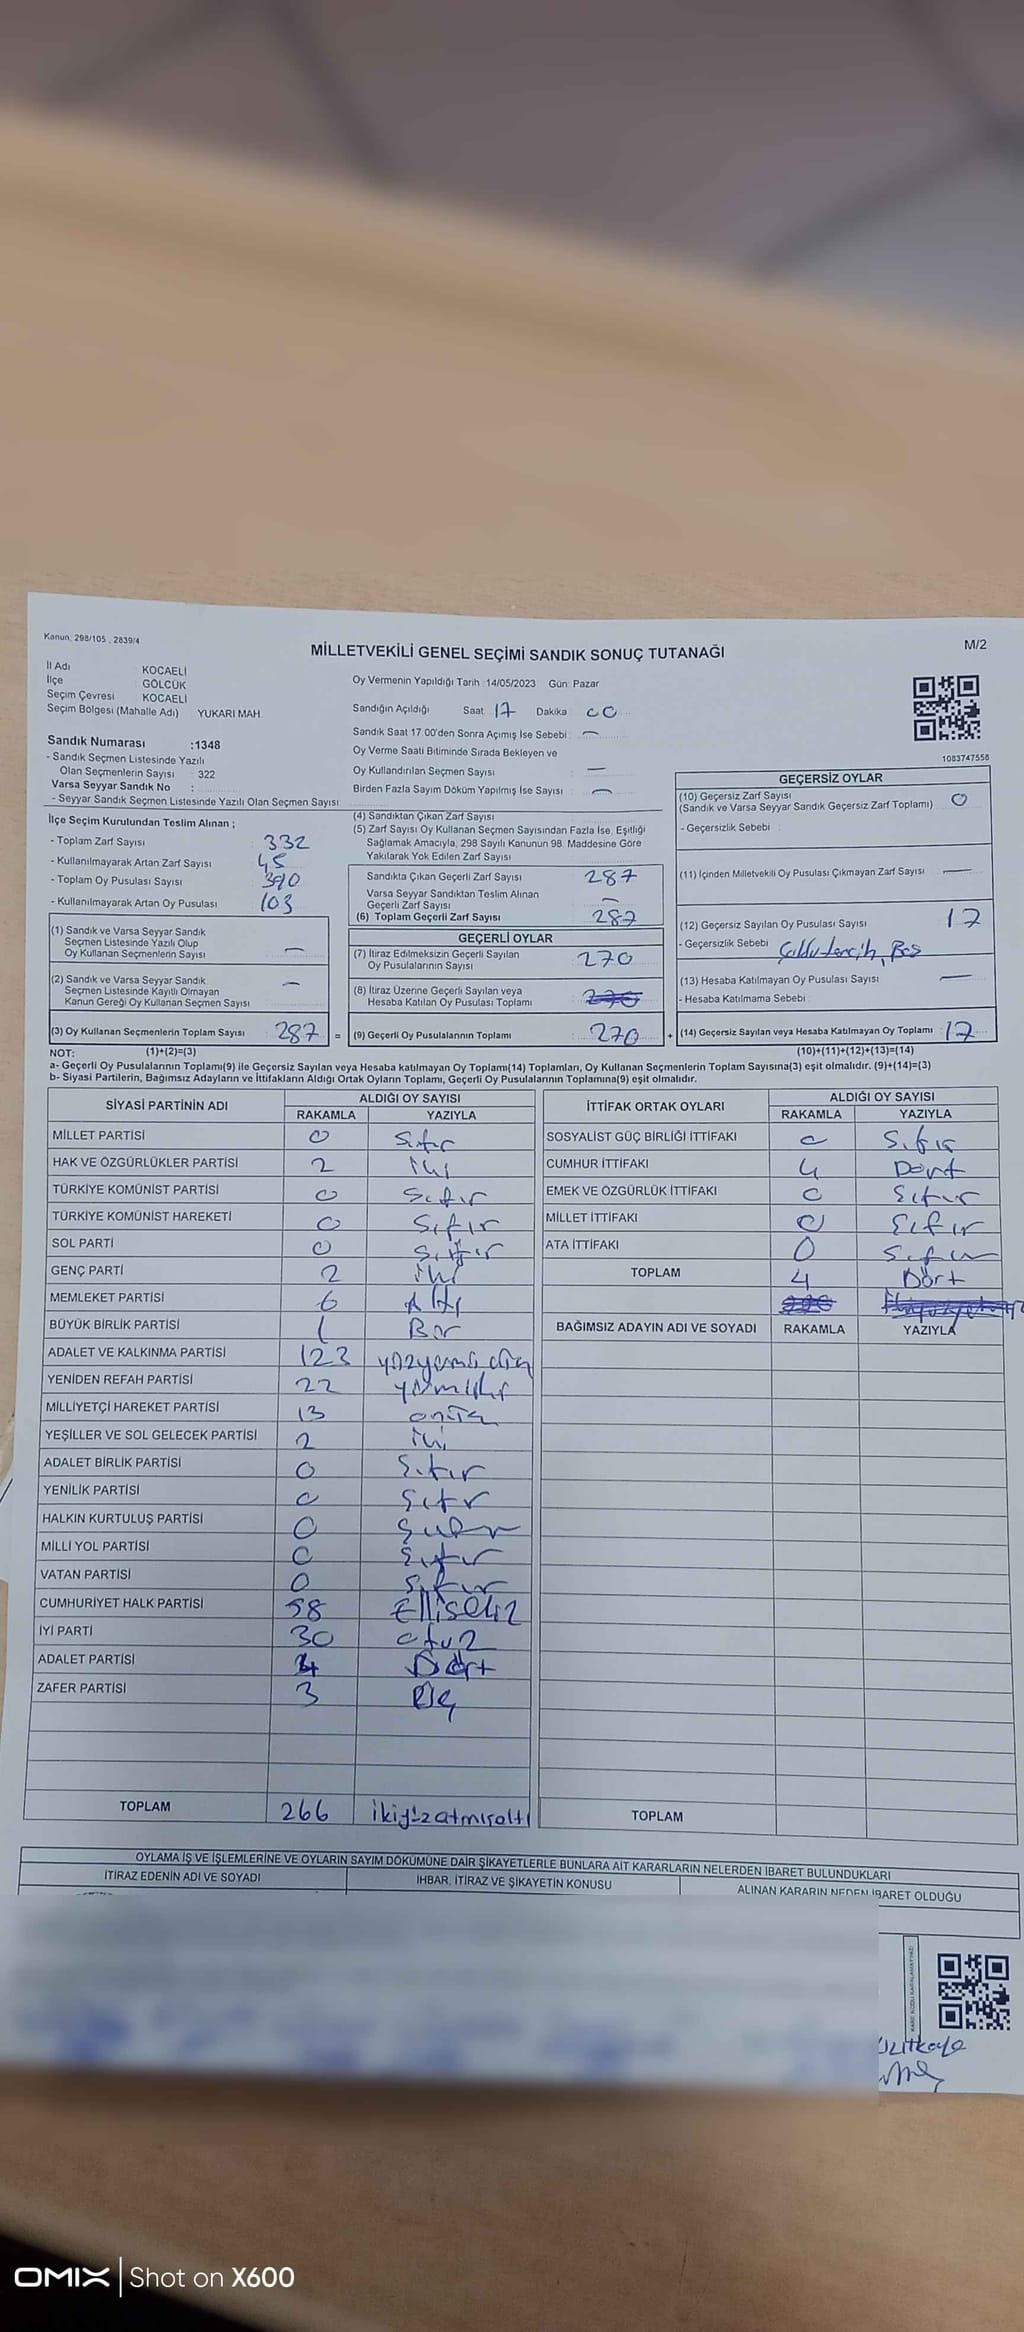 Kanun; 298/105 , 2839/4
MİLLETVEKİLİ GENEL SEÇİMİ SANDIK SONUÇ TUTANAĞI
M/2
İl Adı KOCAELİ
İlçe : GÖLCÜK
Seçim Çevresi : KOCAELİ
Seçim Bölgesi (Mahalle Adı) YUKARI MAH.
Oy Vermenin Yapıldığı Tarih :14/05/2023 Gün: Pazar
Sandığın Açıldığı Saat: 17 Dakika : 00
Sandık Saat 17 00'den Sonra Açımış İse Sebebi : —
Oy Verme Saati Bitiminde Sırada Bekleyen ve
Oy Kullandırılan Seçmen Sayısı : —
Birden Fazla Sayım Döküm Yapılmış İse Sayısı : —
1083747556
Sandık Numarası :1348
- Sandık Seçmen Listesinde Yazılı
Olan Seçmenlerin Sayısı : 322
Varsa Seyyar Sandık No :
- Seyyar Sandık Seçmen Listesinde Yazılı Olan Seçmen Sayısı :
İlçe Seçim Kurulundan Teslim Alınan ;
- Toplam Zarf Sayısı : 332
- Kullanılmayarak Artan Zarf Sayısı : 45
- Toplam Oy Pusulası Sayısı : 390
- Kullanılmayarak Artan Oy Pusulası : 103
(1) Sandık ve Varsa Seyyar Sandık
Seçmen Listesinde Yazılı Olup
Oy Kullanan Seçmenlerin Sayısı : —
(2) Sandık ve Varsa Seyyar Sandık
Seçmen Listesinde Kayıtlı Olmayan
Kanun Gereği Oy Kullanan Seçmen Sayısı : —
(3) Oy Kullanan Seçmenlerin Toplam Sayısı : 287 =
(4) Sandıktan Çıkan Zarf Sayısı
(5) Zarf Sayısı Oy Kullanan Seçmen Sayısından Fazla İse, Eşitliği
Sağlamak Amacıyla, 298 Sayılı Kanunun 98. Maddesine Göre
Yakılarak Yok Edilen Zarf Sayısı
Sandıkta Çıkan Geçerli Zarf Sayısı : 287
Varsa Seyyar Sandıktan Teslim Alınan
Geçerli Zarf Sayısı : —
(6) Toplam Geçerli Zarf Sayısı : 287
GEÇERLİ OYLAR
(7) İtiraz Edilmeksizin Geçerli Sayılan
Oy Pusulalarının Sayısı : 270
(8) İtiraz Üzerine Geçerli Sayılan veya
Hesaba Katılan Oy Pusulası Toplamı
(9) Geçerli Oy Pusulalarının Toplamı : 270 +
GEÇERSİZ OYLAR
(10) Geçersiz Zarf Sayısı
(Sandık ve Varsa Seyyar Sandık Geçersiz Zarf Toplamı) : 0
- Geçersizlik Sebebi :
(11) İçinden Milletvekili Oy Pusulası Çıkmayan Zarf Sayısı : —
(12) Geçersiz Sayılan Oy Pusulası Sayısı : 17
- Geçersizlik Sebebi : Boş
(13) Hesaba Katılmayan Oy Pusulası Sayısı : —
- Hesaba Katılmama Sebebi :
(14) Geçersiz Sayılan veya Hesaba Katılmayan Oy Toplamı : 17
NOT: (1)+(2)=(3) (10)+(11)+(12)+(13)=(14)
a- Geçerli Oy Pusulalarının Toplamı(9) ile Geçersiz Sayılan veya Hesaba katılmayan Oy Toplamı(14) Toplamları, Oy Kullanan Seçmenlerin Toplam Sayısına(3) eşit olmalıdır. (9)+(14)=(3)
b- Siyasi Partilerin, Bağımsız Adayların ve İttifakların Aldığı Ortak Oyların Toplamı, Geçerli Oy Pusulalarının Toplamına(9) eşit olmalıdır.
SİYASİ PARTİNİN ADI ALDIĞI OY SAYISI
RAKAMLA YAZIYLA
MİLLET PARTİSİ 0 Sıfır
HAK VE ÖZGÜRLÜKLER PARTİSİ 2 iki
TÜRKİYE KOMÜNİST PARTİSİ 0 Sıfır
TÜRKİYE KOMÜNİST HAREKETİ 0 Sıfır
SOL PARTİ 0 Sıfır
GENÇ PARTİ 2 iki
MEMLEKET PARTİSİ 6 Altı
BÜYÜK BİRLİK PARTİSİ 1 Bir
ADALET VE KALKINMA PARTİSİ 123
YENİDEN REFAH PARTİSİ 22 yirmiiki
MİLLİYETÇİ HAREKET PARTİSİ 13 onüç
YEŞİLLER VE SOL GELECEK PARTİSİ 2 iki
ADALET BİRLİK PARTİSİ 0 Sıfır
YENİLİK PARTİSİ 0 Sıfır
HALKIN KURTULUŞ PARTİSİ 0 Sıfır
MİLLİ YOL PARTİSİ 0 Sıfır
VATAN PARTİSİ 0 Sıfır
CUMHURİYET HALK PARTİSİ 58 Ellisekiz
İYİ PARTİ 30 otuz
ADALET PARTİSİ 4 Dört
ZAFER PARTİSİ 3 Üç
TOPLAM 266 ikiyüzatmışaltı
İTTİFAK ORTAK OYLARI ALDIĞI OY SAYISI
RAKAMLA YAZIYLA
SOSYALİST GÜÇ BİRLİĞİ İTTİFAKI 0 Sıfır
CUMHUR İTTİFAKI 4 Dört
EMEK VE ÖZGÜRLÜK İTTİFAKI 0 Sıfır
MİLLET İTTİFAKI 0 Sıfır
ATA İTTİFAKI 0 Sıfır
TOPLAM 4 Dört
BAĞIMSIZ ADAYIN ADI VE SOYADI RAKAMLA YAZIYLA
TOPLAM
OYLAMA İŞ VE İŞLEMLERİNE VE OYLARIN SAYIM DÖKÜMÜNE DAİR ŞİKAYETLERLE BUNLARA AİT KARARLARIN NELERDEN İBARET BULUNDUKLARI
İTİRAZ EDENİN ADI VE SOYADI İHBAR, İTİRAZ VE ŞİKAYETİN KONUSU ALINAN KARARIN NEDEN İBARET OLDUĞU
OMIX Shot on X600